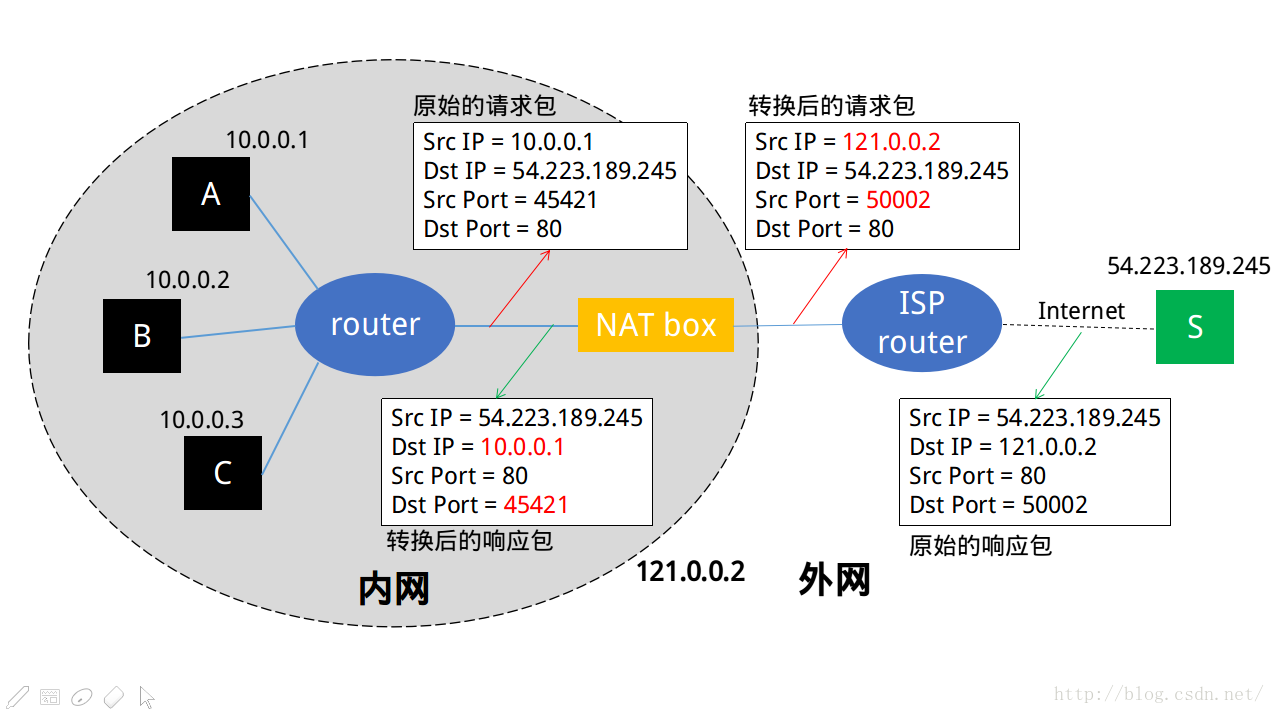 原始的请求包
Src IP = 10.0.0.1
Dst IP = 54.223.189.245
Src Port = 45421
Dst Port = 80
转换后的请求包
Src IP = 121.0.0.2
Dst IP = 54.223.189.245
Src Port = 50002
Dst Port = 80
10.0.0.1
A
10.0.0.2
B
10.0.0.3
C
router
NAT box
ISP
router
Internet
54.223.189.245
S
Src IP = 54.223.189.245
Dst IP = 10.0.0.1
Src Port = 80
Dst Port = 45421
转换后的响应包
Src IP = 54.223.189.245
Dst IP = 121.0.0.2
Src Port = 80
Dst Port = 50002
原始的响应包
内网
121.0.0.2
外网
http://blog.csdn.net/